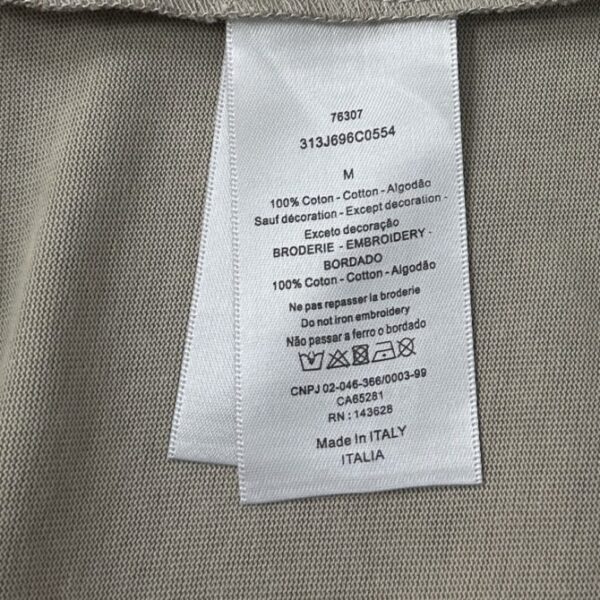 76307
313J696C0554
M
100% Coton - Cotton - Algodão
Sauf décoration - Except decoration -
Exceto decoração
BRODERIE - EMBROIDERY -
BORDADO
100% Coton - Cotton - Algodão
Ne pas repasser la broderie
Do not iron embroidery
Não passar a ferro o bordado
CNPJ 02-046-366/0003-99
CA65281
RN : 143628
Made In ITALY
ITALIA